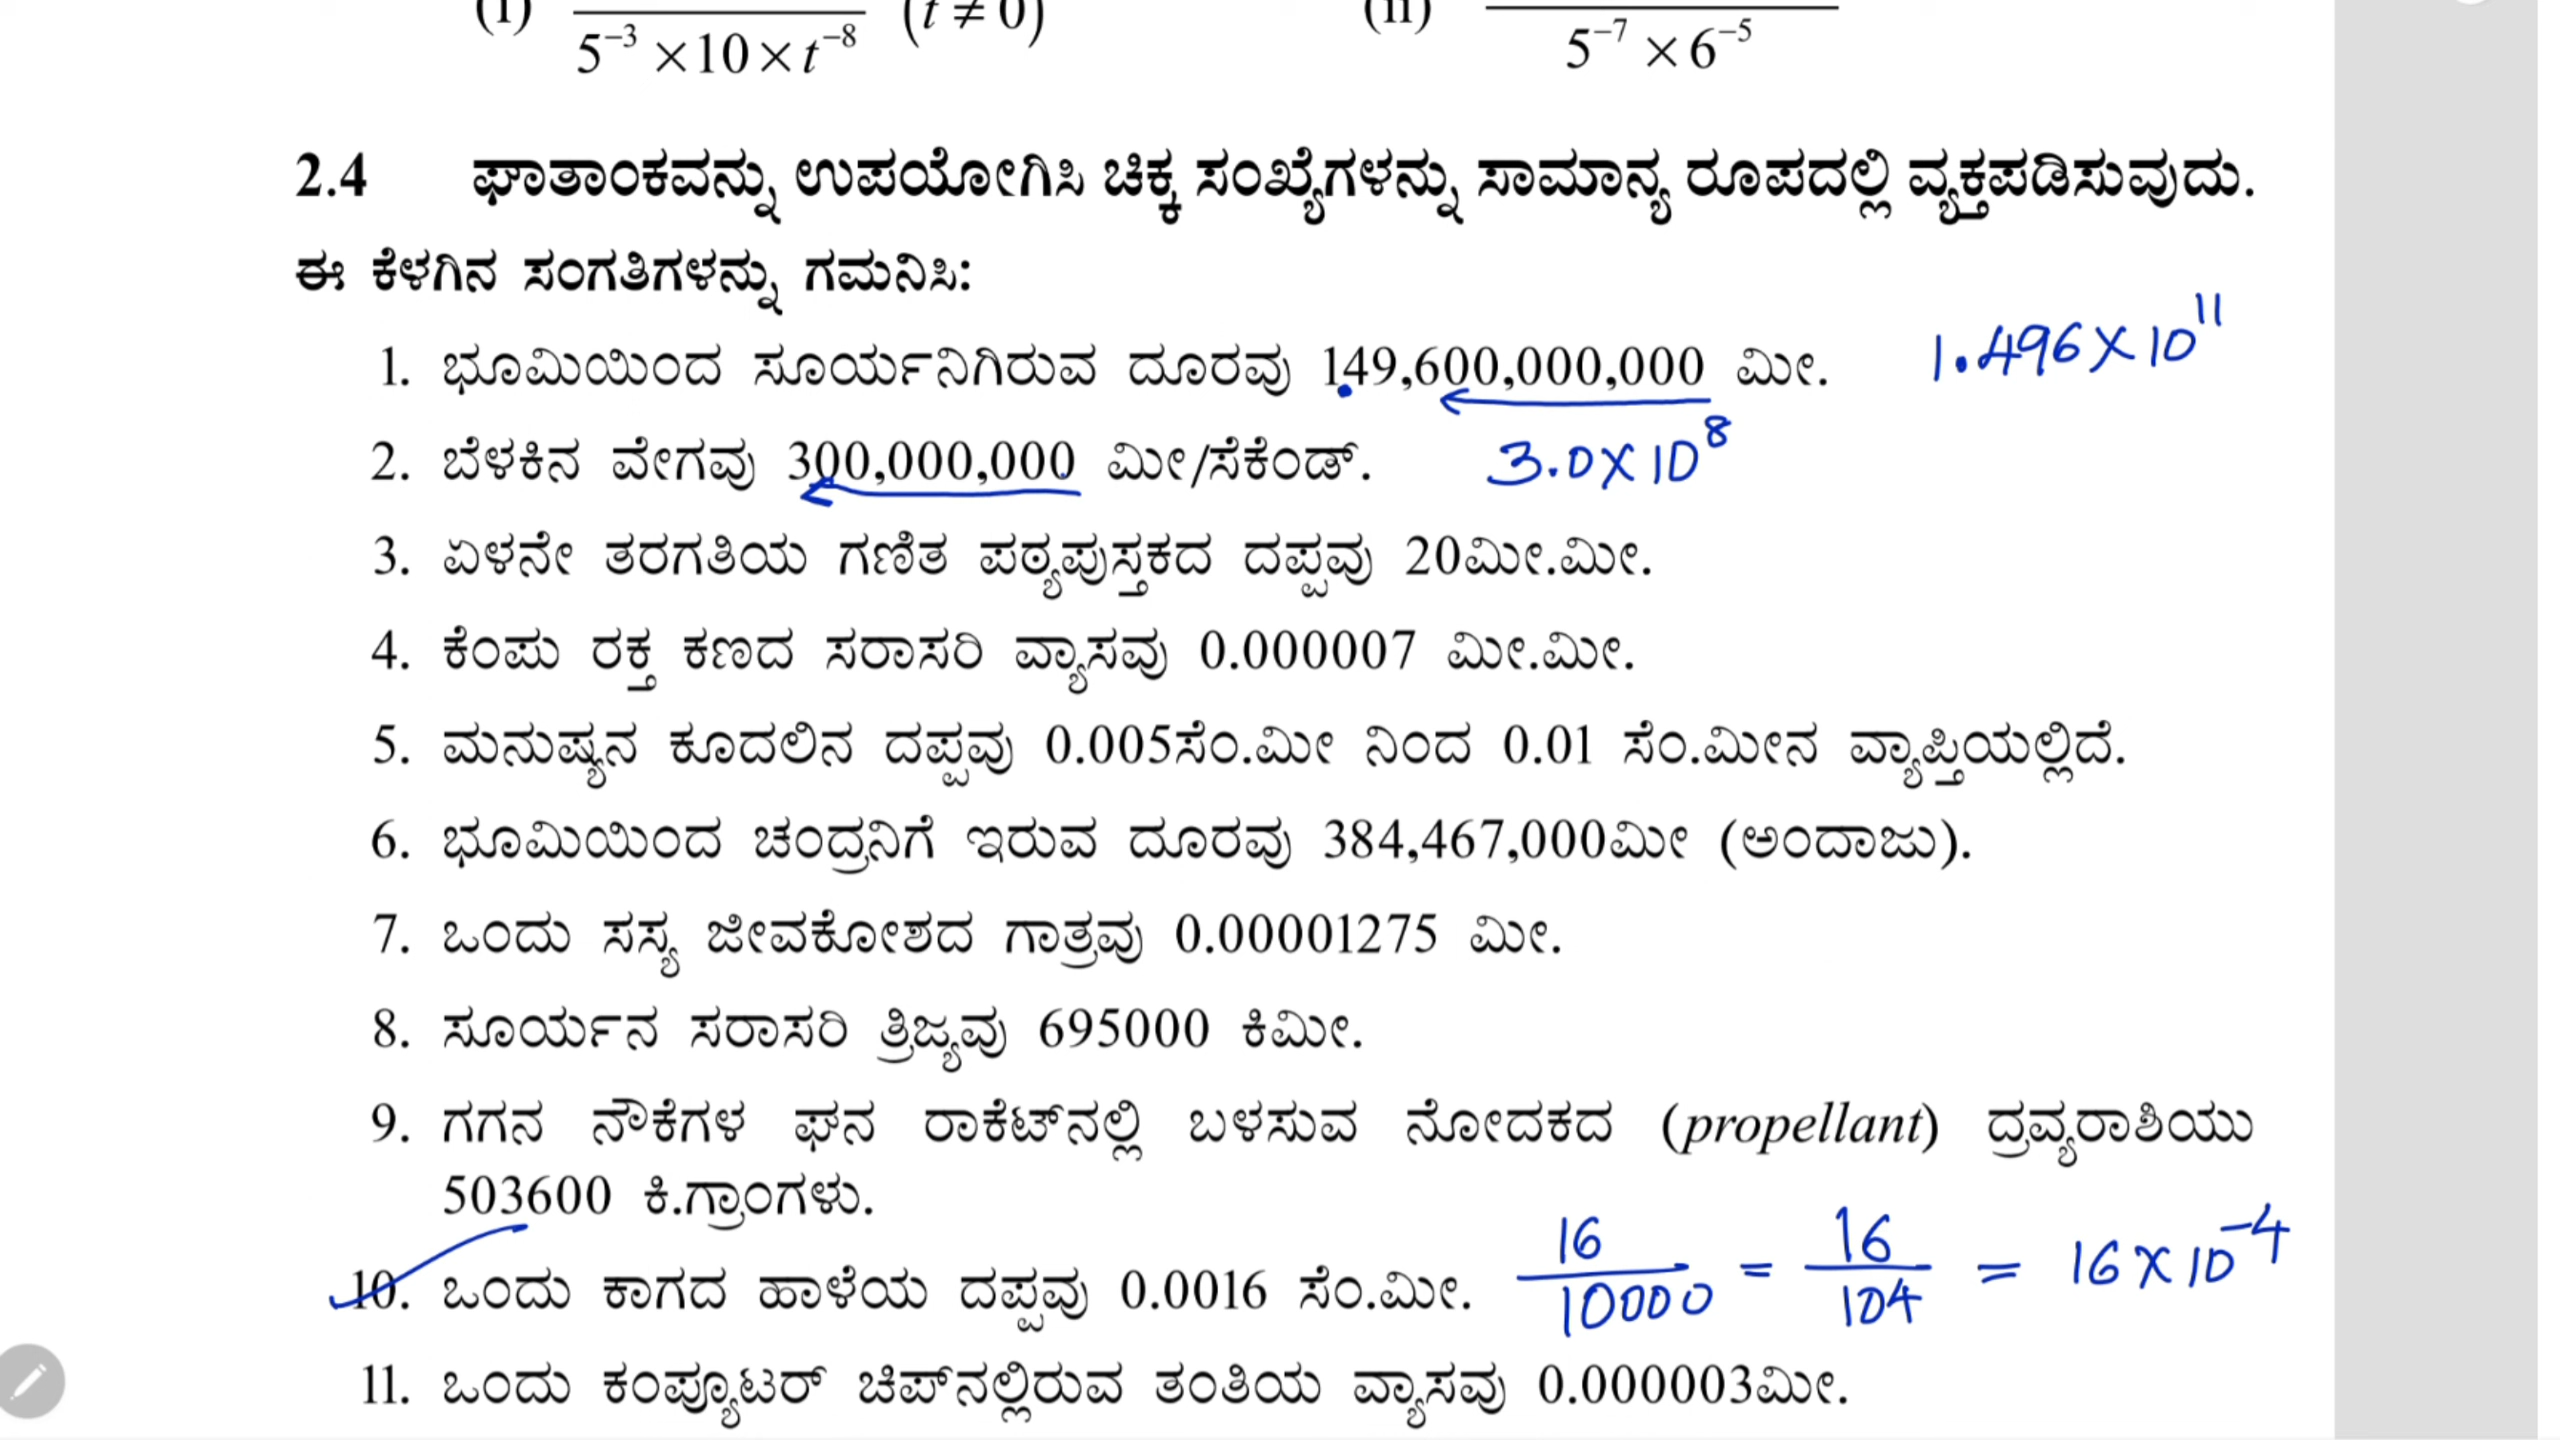 (i) 5⁻³ ×10×t⁻⁸ (t ≠ 0) (ii) 5⁻⁷ ×6⁻⁵
2.4 ಘಾತಾಂಕವನ್ನು ಉಪಯೋಗಿಸಿ ಚಿಕ್ಕ ಸಂಖ್ಯೆಗಳನ್ನು ಸಾಮಾನ್ಯ ರೂಪದಲ್ಲಿ ವ್ಯಕ್ತಪಡಿಸುವುದು.
ಈ ಕೆಳಗಿನ ಸಂಗತಿಗಳನ್ನು ಗಮನಿಸಿ:
1. ಭೂಮಿಯಿಂದ ಸೂರ್ಯನಿಗಿರುವ ದೂರವು 149,600,000,000 ಮೀ. 1.496×10¹¹
2. ಬೆಳಕಿನ ವೇಗವು 300,000,000 ಮೀ/ಸೆಕೆಂಡ್. 3.0×10⁸
3. ಏಳನೇ ತರಗತಿಯ ಗಣಿತ ಪಠ್ಯಪುಸ್ತಕದ ದಪ್ಪವು 20ಮೀ.ಮೀ.
4. ಕೆಂಪು ರಕ್ತ ಕಣದ ಸರಾಸರಿ ವ್ಯಾಸವು 0.000007 ಮೀ.ಮೀ.
5. ಮನುಷ್ಯನ ಕೂದಲಿನ ದಪ್ಪವು 0.005ಸೆಂ.ಮೀ ನಿಂದ 0.01 ಸೆಂ.ಮೀನ ವ್ಯಾಪ್ತಿಯಲ್ಲಿದೆ.
6. ಭೂಮಿಯಿಂದ ಚಂದ್ರನಿಗೆ ಇರುವ ದೂರವು 384,467,000ಮೀ (ಅಂದಾಜು).
7. ಒಂದು ಸಸ್ಯ ಜೀವಕೋಶದ ಗಾತ್ರವು 0.00001275 ಮೀ.
8. ಸೂರ್ಯನ ಸರಾಸರಿ ತ್ರಿಜ್ಯವು 695000 ಕಿಮೀ.
9. ಗಗನ ನೌಕೆಗಳ ಘನ ರಾಕೆಟ್‌ನಲ್ಲಿ ಬಳಸುವ ನೋದಕದ (propellant) ದ್ರವ್ಯರಾಶಿಯು
503600 ಕಿ.ಗ್ರಾಂಗಳು.
10. ಒಂದು ಕಾಗದ ಹಾಳೆಯ ದಪ್ಪವು 0.0016 ಸೆಂ.ಮೀ. 16/10000 = 16/10⁴ = 16×10⁻⁴
11. ಒಂದು ಕಂಪ್ಯೂಟರ್ ಚಿಪ್‌ನಲ್ಲಿರುವ ತಂತಿಯ ವ್ಯಾಸವು 0.000003ಮೀ.